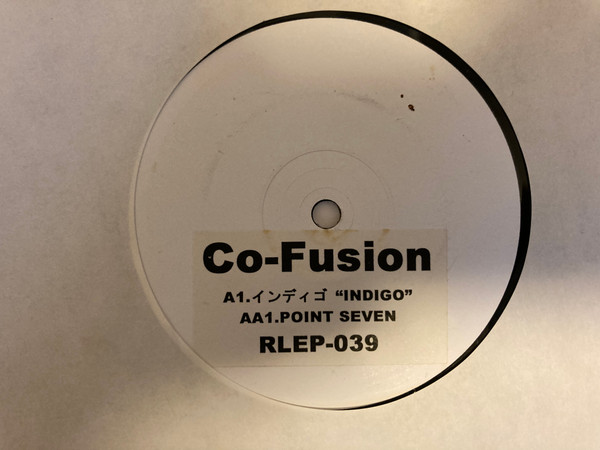 Co-Fusion
A1.インディゴ “INDIGO”
AA1.POINT SEVEN
RLEP-039